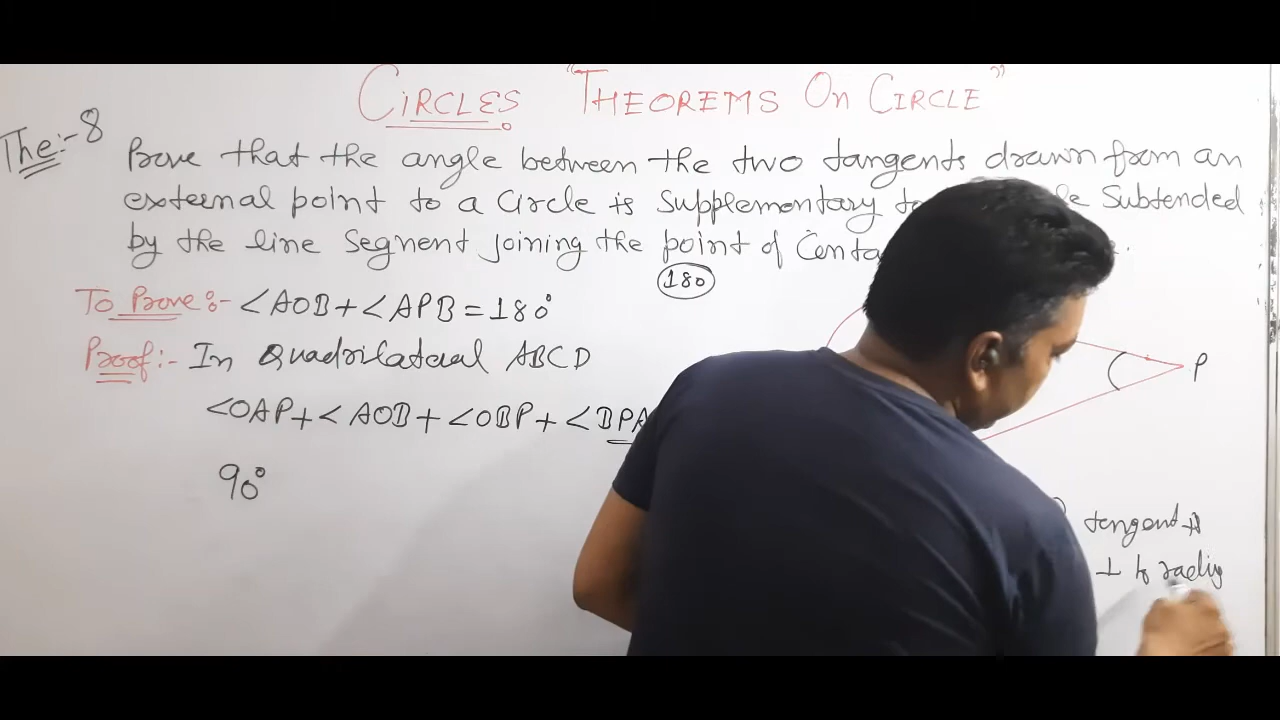 CIRCLES "THEOREMS ON CIRCLE"
The:-8
Prove that the angle between the two tangents drawn from an
external point to a Circle is Supplementary to Subtended
by the line Segment joining the point of
180
To Prove:- ∠AOB+∠APB=180°
Proof:- In Quadrilateral ABCD
∠OAP+∠AOB+∠OBP+∠BPA
90°
P
tangent
⊥ to radius